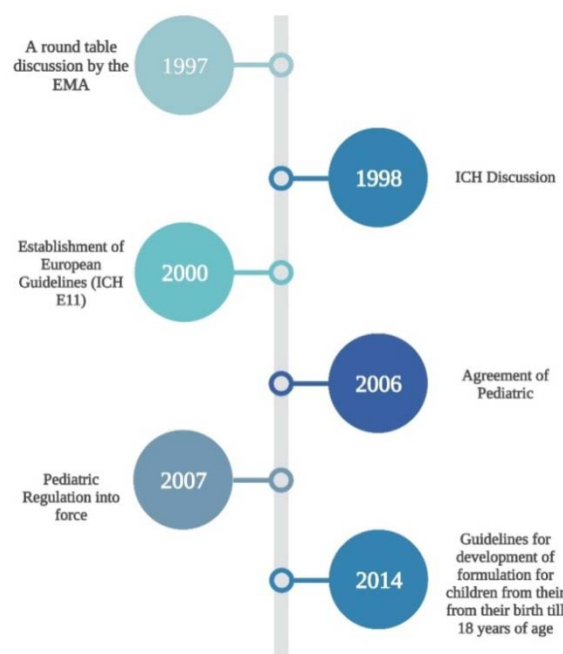 A round table
discussion by the
EMA
1997
1998
ICH Discussion
Establishment of
European
Guidelines (ICH
E11)
2000
2006
Agreement of
Pediatric
Pediatric
Regulation into
force
2007
2014
Guidelines for
development of
formulation for
children from their
from their birth till
18 years of age